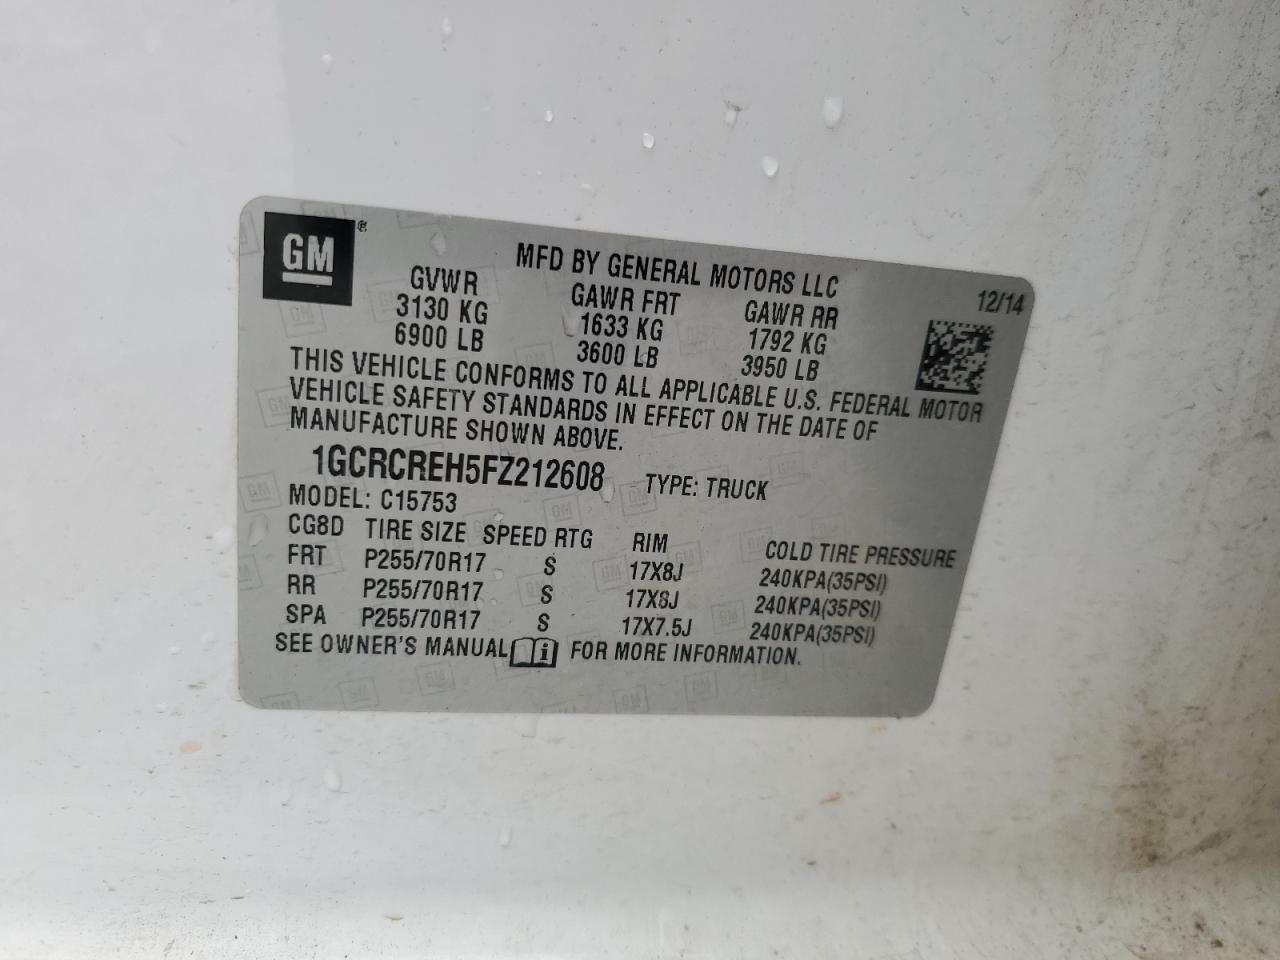 GM
MFD BY GENERAL MOTORS LLC
12/14
GVWR GAWR FRT GAWR RR
3130 KG 1633 KG 1792 KG
6900 LB 3600 LB 3950 LB
THIS VEHICLE CONFORMS TO ALL APPLICABLE U.S. FEDERAL MOTOR
VEHICLE SAFETY STANDARDS IN EFFECT ON THE DATE OF
MANUFACTURE SHOWN ABOVE.
1GCRCREH5FZ212608 TYPE: TRUCK
MODEL: C15753
CG8D TIRE SIZE SPEED RTG RIM COLD TIRE PRESSURE
FRT P255/70R17 S 17X8J 240KPA(35PSI)
RR P255/70R17 S 17X8J 240KPA(35PSI)
SPA P255/70R17 S 17X7.5J 240KPA(35PSI)
SEE OWNER'S MANUAL i FOR MORE INFORMATION.